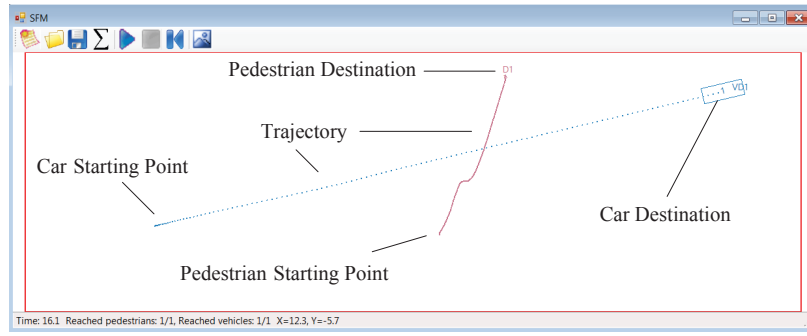 SFM
Pedestrian Destination
D1
1 VD1
Trajectory
Car Starting Point
Car Destination
Pedestrian Starting Point
Time: 16.1 Reached pedestrians: 1/1, Reached vehicles: 1/1 X=12.3, Y=-5.7